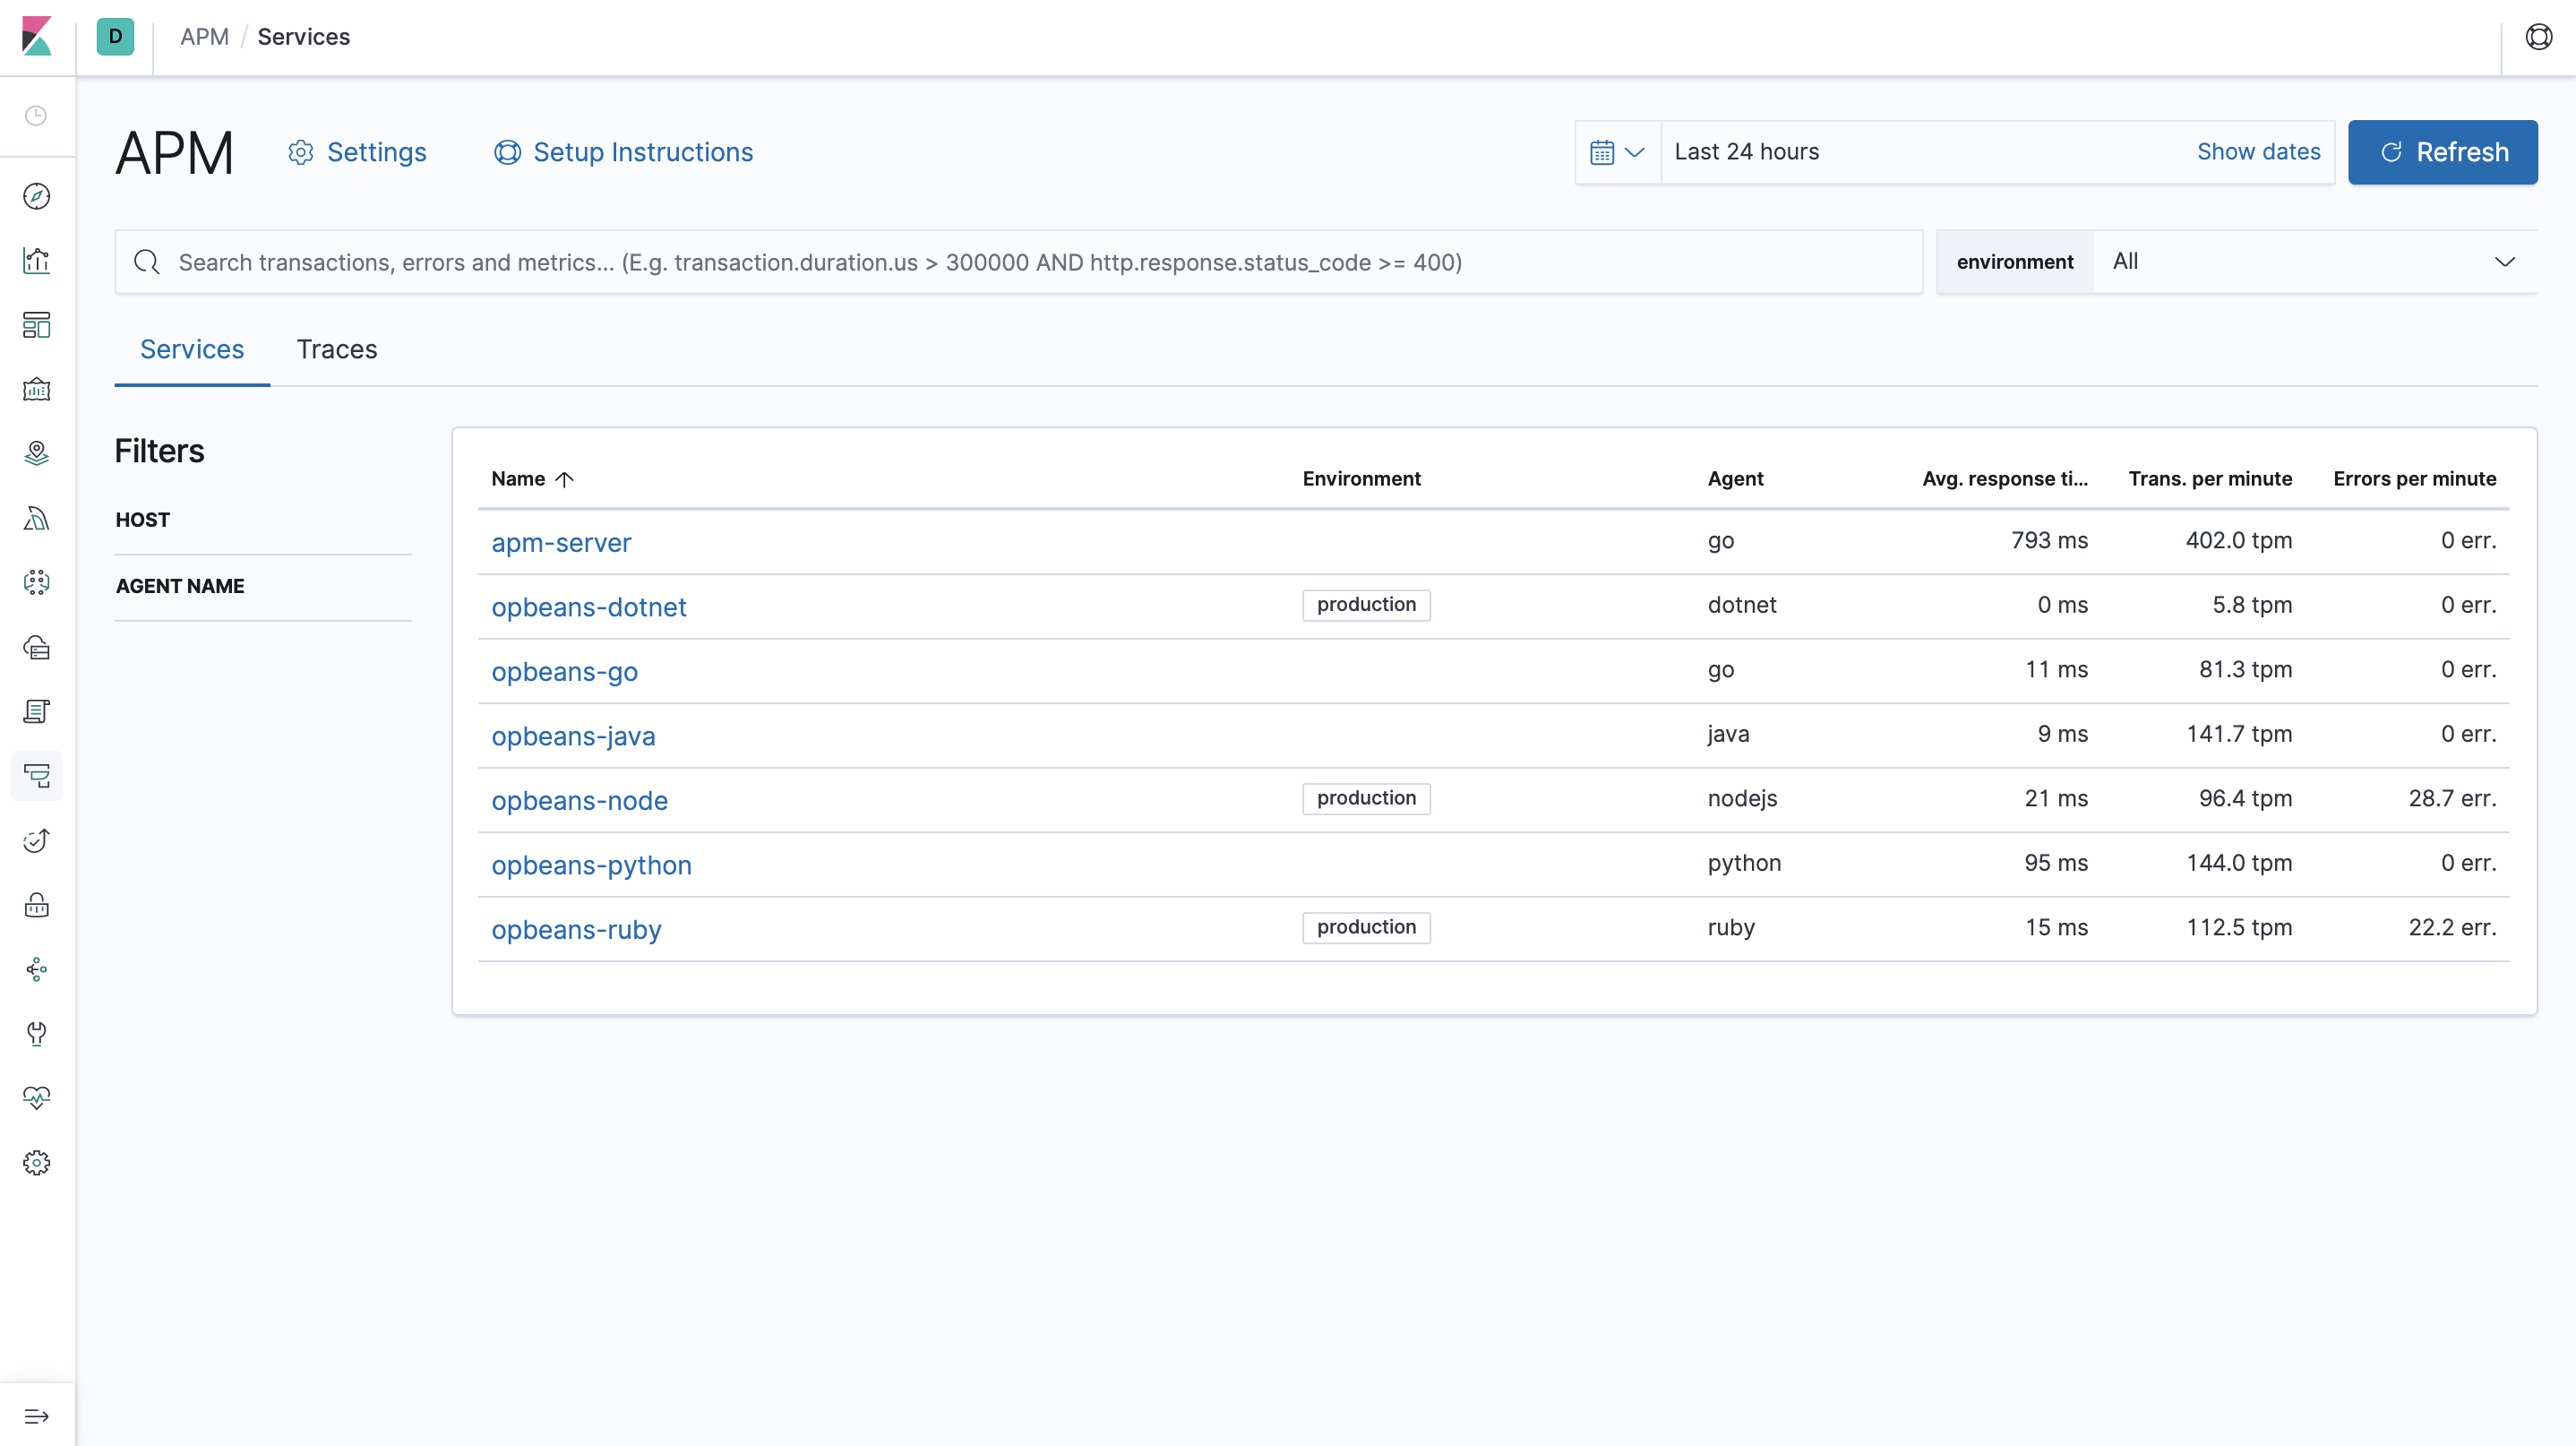 D APM / Services
APM Settings Setup Instructions Last 24 hours Show dates Refresh
Search transactions, errors and metrics... (E.g. transaction.duration.us > 300000 AND http.response.status_code >= 400) environment All
Services Traces
Filters
HOST
AGENT NAME
Name Environment Agent Avg. response ti... Trans. per minute Errors per minute
apm-server go 793 ms 402.0 tpm 0 err.
opbeans-dotnet production dotnet 0 ms 5.8 tpm 0 err.
opbeans-go go 11 ms 81.3 tpm 0 err.
opbeans-java java 9 ms 141.7 tpm 0 err.
opbeans-node production nodejs 21 ms 96.4 tpm 28.7 err.
opbeans-python python 95 ms 144.0 tpm 0 err.
opbeans-ruby production ruby 15 ms 112.5 tpm 22.2 err.